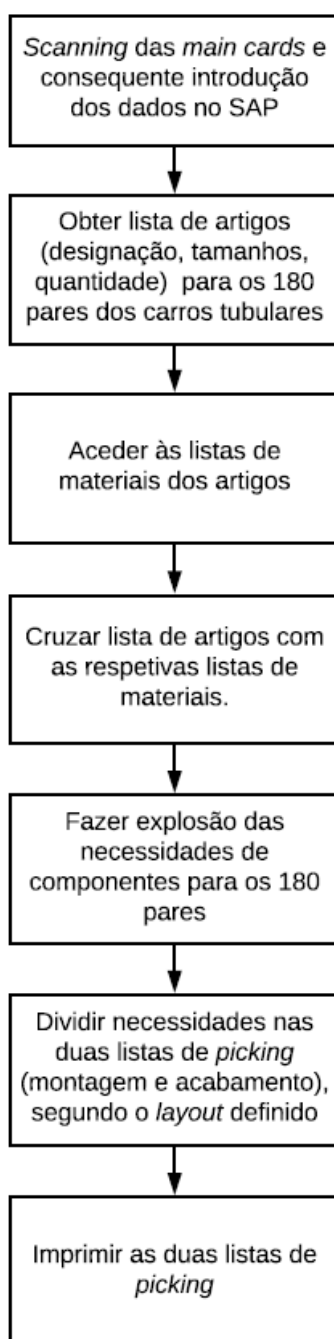 Scanning das main cards e
consequente introdução
dos dados no SAP
Obter lista de artigos
(designação, tamanhos,
quantidade) para os 180
pares dos carros tubulares
Aceder às listas de
materiais dos artigos
Cruzar lista de artigos com
as respetivas listas de
materiais.
Fazer explosão das
necessidades de
componentes para os 180
pares
Dividir necessidades nas
duas listas de picking
(montagem e acabamento),
segundo o layout definido
Imprimir as duas listas de
picking